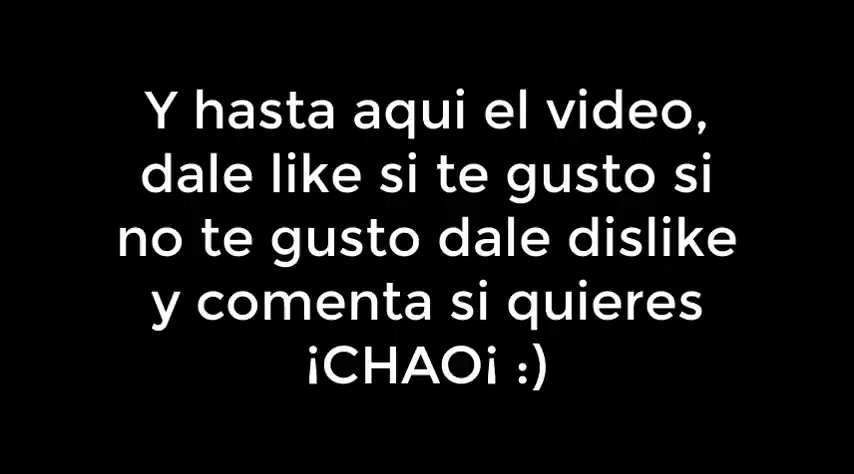 Y hasta aqui el video,
dale like si te gusto si
no te gusto dale dislike
y comenta si quieres
¡CHAO¡ :)